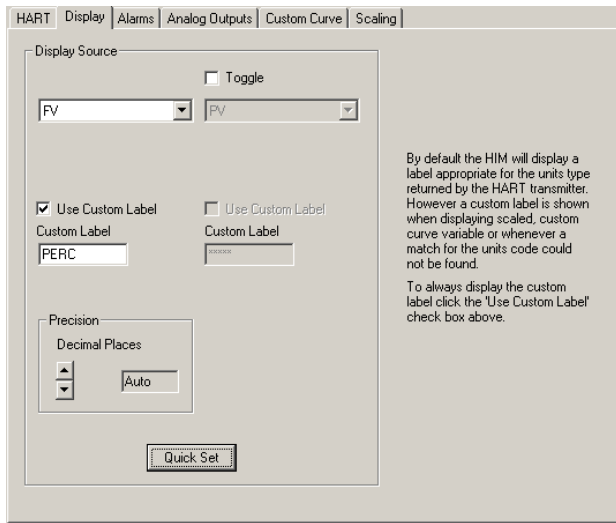 HART Display Alarms Analog Outputs Custom Curve Scaling
Display Source
Toggle
FV PV
Use Custom Label Use Custom Label
Custom Label Custom Label
PERC *****
Precision
Decimal Places
Auto
Quick Set
By default the HIM will display a
label appropriate for the units type
returned by the HART transmitter.
However a custom label is shown
when displaying scaled, custom
curve variable or whenever a
match for the units code could
not be found.
To always display the custom
label click the 'Use Custom Label'
check box above.